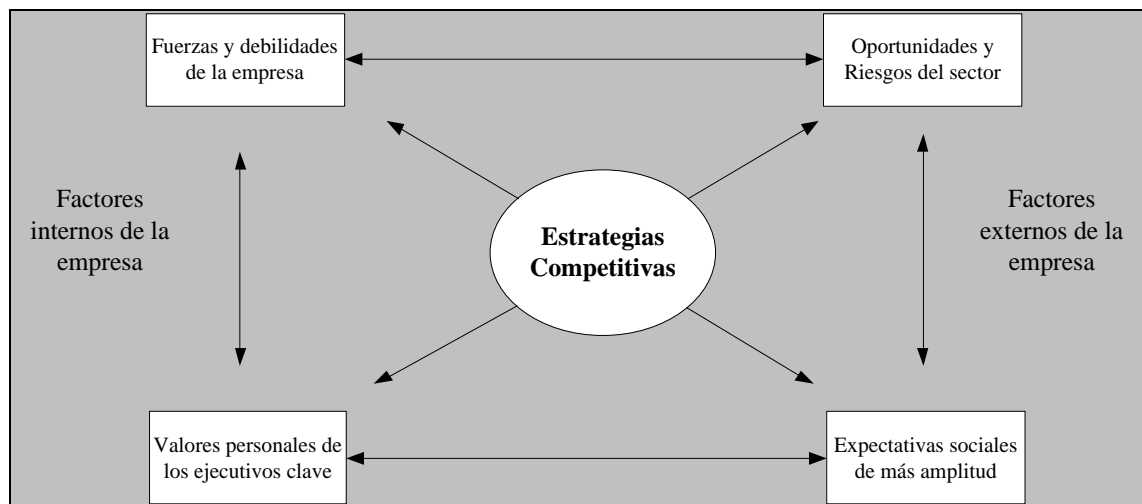 Fuerzas y debilidades
de la empresa
Oportunidades y
Riesgos del sector
Factores
internos de la
empresa
Estrategias
Competitivas
Factores
externos de la
empresa
Valores personales de
los ejecutivos clave
Expectativas sociales
de más amplitud